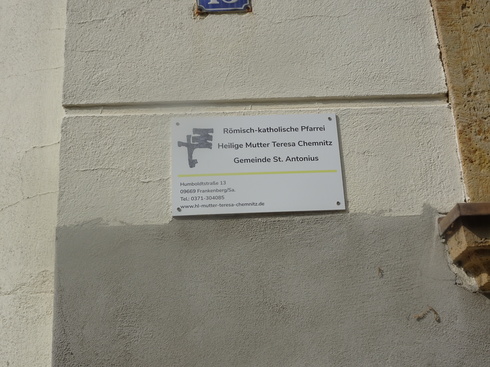 13
Römisch-katholische Pfarrei
Heilige Mutter Teresa Chemnitz
Gemeinde St. Antonius
Humboldtstraße 13
09669 Frankenberg/Sa.
Tel.: 0371-304085
www.hl-mutter-teresa-chemnitz.de